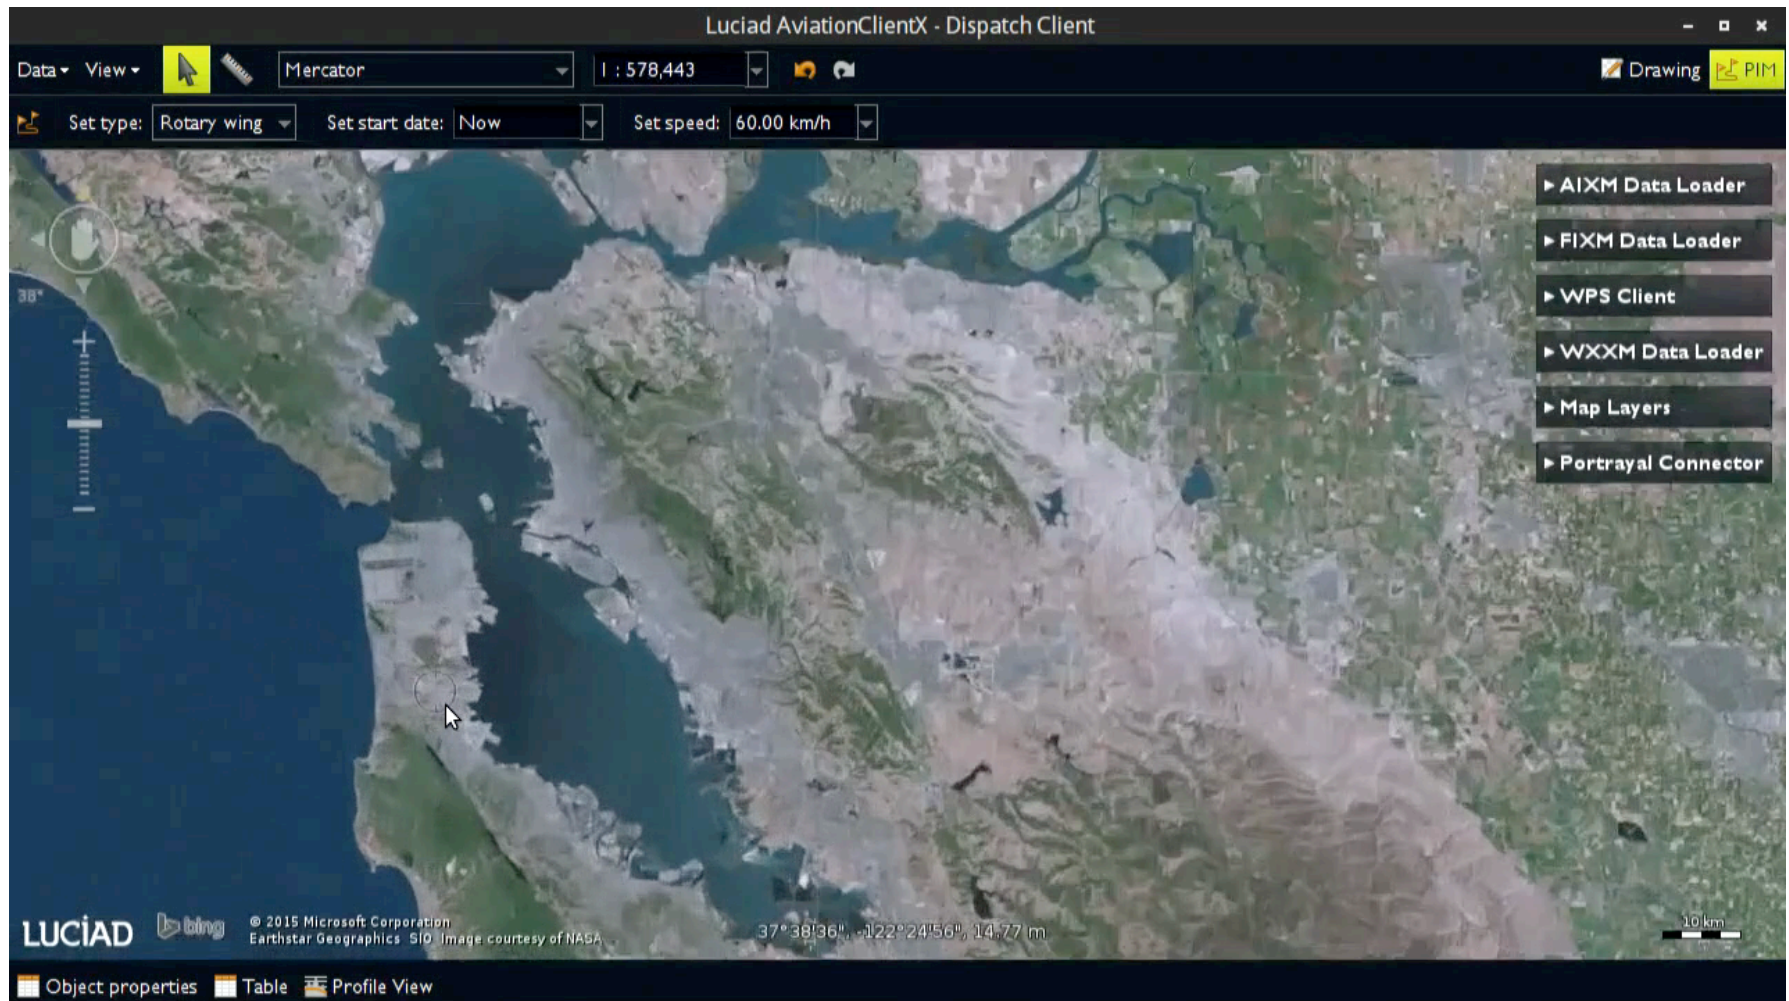 Luciad AviationClientX - Dispatch Client
Data View Mercator 1 : 578,443 Drawing PIM
Set type: Rotary wing Set start date: Now Set speed: 60.00 km/h
AIXM Data Loader
FIXM Data Loader
38°
WPS Client
WXXM Data Loader
Map Layers
Portrayal Connector
LUCiAD bing
© 2015 Microsoft Corporation
Earthstar Geographics SIO Image courtesy of NASA
37°38'36", -122°24'56", 14.77 m
10 km
Object properties Table Profile View